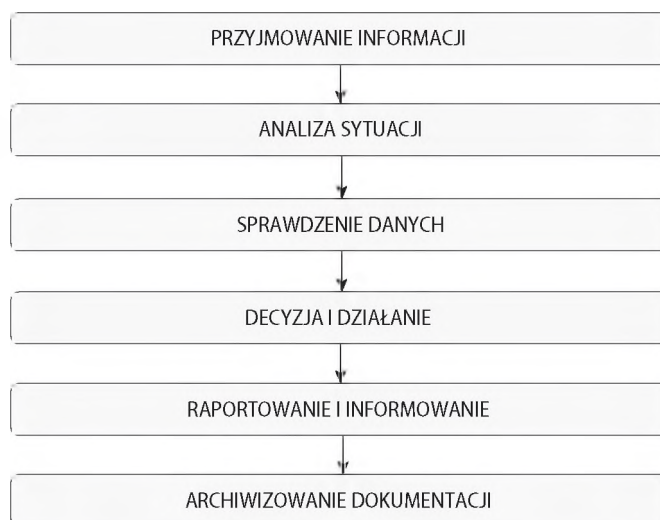 PRZYJMOWANIE INFORMACJI
ANALIZA SYTUACJI
SPRAWDZENIE DANYCH
DECYZJA I DZIAŁANIE
RAPORTOWANIE I INFORMOWANIE
ARCHIWIZOWANIE DOKUMENTACJI